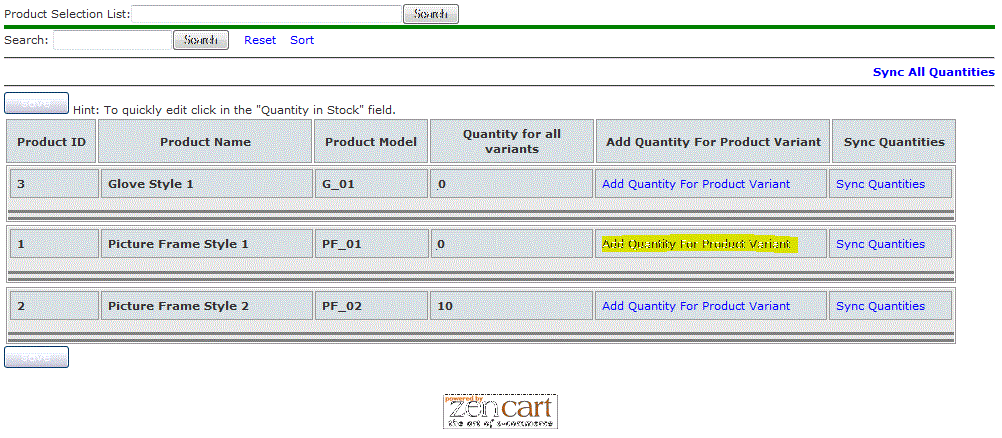 Product Selection List: Search
Search: Search Reset Sort
Sync All Quantities
Save Hint: To quickly edit click in the "Quantity in Stock" field.
Product ID Product Name Product Model Quantity for all variants Add Quantity For Product Variant Sync Quantities
3 Glove Style 1 G_01 0 Add Quantity For Product Variant Sync Quantities
1 Picture Frame Style 1 PF_01 0 Add Quantity For Product Variant Sync Quantities
2 Picture Frame Style 2 PF_02 10 Add Quantity For Product Variant Sync Quantities
Save
powered by
zen cart
the art of e-commerce